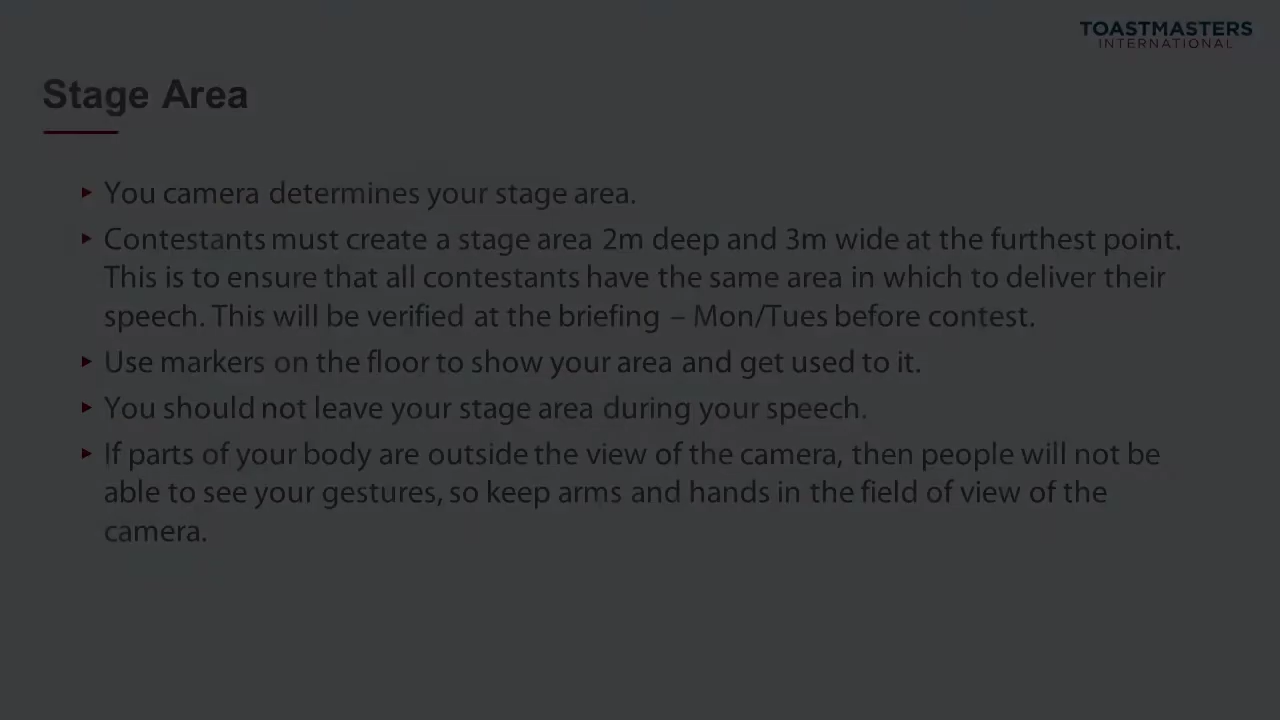 TOASTMASTERS
INTERNATIONAL
Stage Area
You camera determines your stage area.
Contestants must create a stage area 2m deep and 3m wide at the furthest point.
This is to ensure that all contestants have the same area in which to deliver their
speech. This will be verified at the briefing – Mon/Tues before contest.
Use markers on the floor to show your area and get used to it.
You should not leave your stage area during your speech.
If parts of your body are outside the view of the camera, then people will not be
able to see your gestures, so keep arms and hands in the field of view of the
camera.